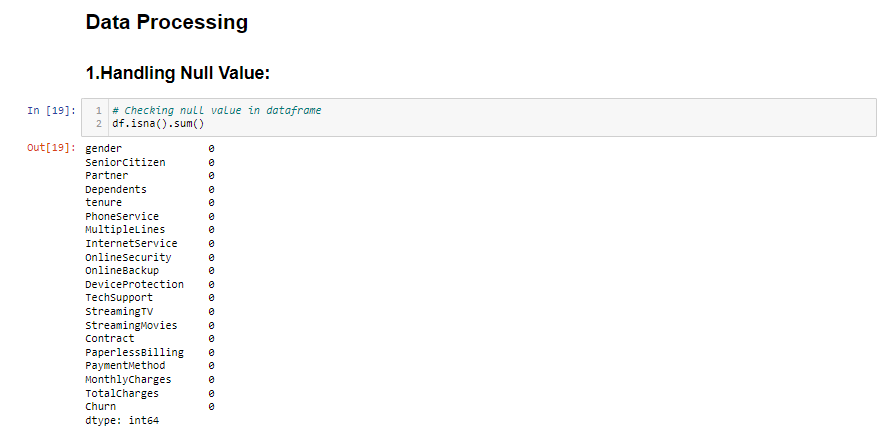 Data Processing
1.Handling Null Value:
In [19]: 1 # Checking null value in dataframe
2 df.isna().sum()
Out[19]: gender 0
SeniorCitizen 0
Partner 0
Dependents 0
tenure 0
PhoneService 0
MultipleLines 0
InternetService 0
OnlineSecurity 0
OnlineBackup 0
DeviceProtection 0
TechSupport 0
StreamingTV 0
StreamingMovies 0
Contract 0
PaperlessBilling 0
PaymentMethod 0
MonthlyCharges 0
TotalCharges 0
Churn 0
dtype: int64